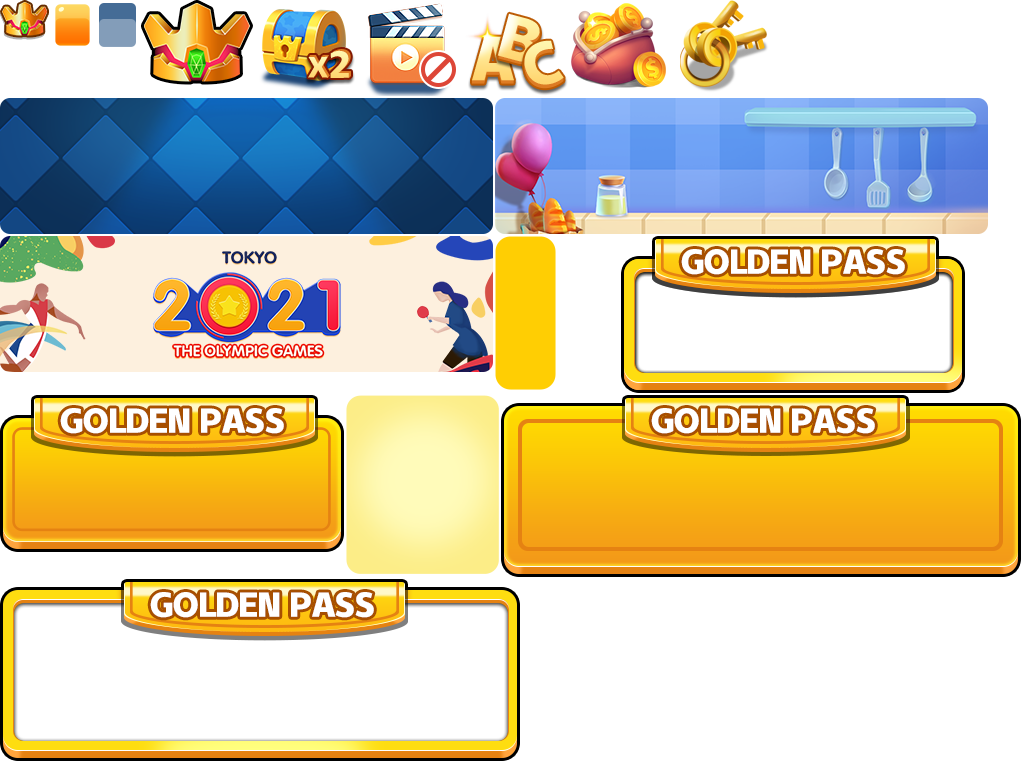 x2
ABC
TOKYO
2021
THE OLYMPIC GAMES
GOLDEN PASS
GOLDEN PASS
GOLDEN PASS
GOLDEN PASS